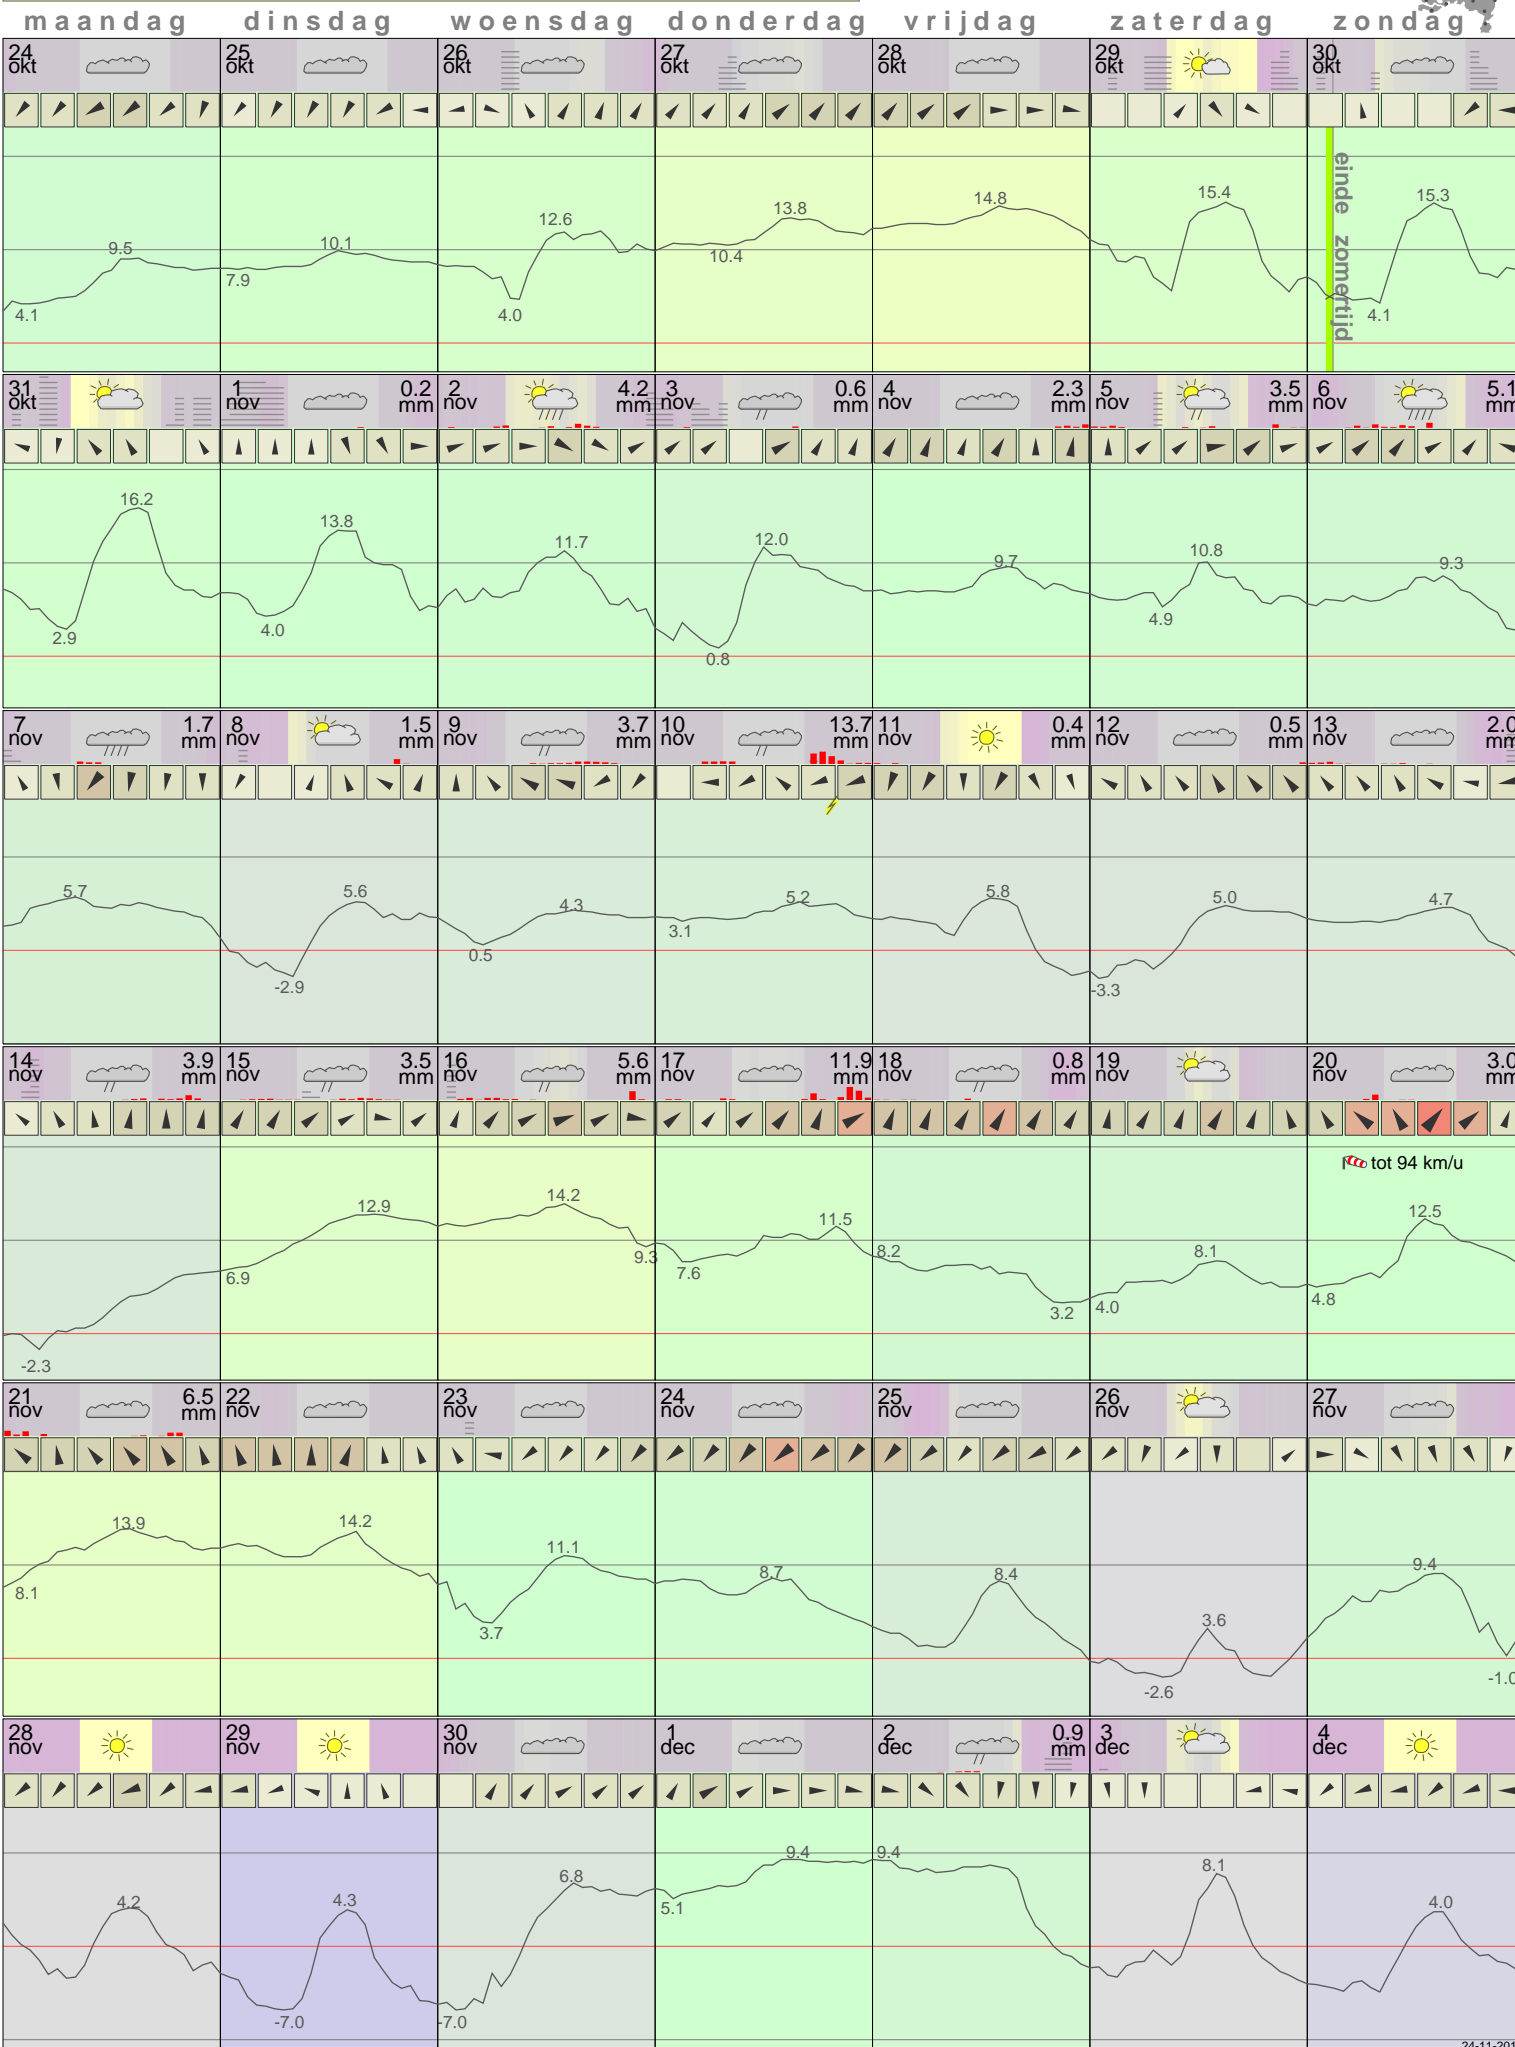 maandag dinsdag woensdag donderdag vrijdag zaterdag zondag
24 25 26 27 28 29 30
okt okt okt okt okt okt okt
9.5 10.1 12.6 13.8 14.8 15.4 15.3
4.1 7.9 4.0 10.4 4.1
einde zomertijd
31 1 0.2 2 4.2 3 0.6 4 2.3 5 3.5 6 5.1
okt nov mm nov mm nov mm nov mm nov mm nov mm
16.2 13.8 11.7 12.0 9.7 10.8 9.3
2.9 4.0 0.8 4.9
7 1.7 8 1.5 9 3.7 10 13.7 11 0.4 12 0.5 13 2.0
nov mm nov mm nov mm nov mm nov mm nov mm nov mm
5.7 5.6 4.3 5.2 5.8 5.0 4.7
-2.9 0.5 3.1 -3.3
14 3.9 15 3.5 16 5.6 17 11.9 18 0.8 19 20 3.0
nov mm nov mm nov mm nov mm nov mm nov nov mm
tot 94 km/u
12.9 14.2 11.5 8.2 8.1 12.5
-2.3 6.9 9.3 7.6 3.2 4.0 4.8
21 6.5 22 23 24 25 26 27
nov mm nov nov nov nov nov nov
13.9 14.2 11.1 8.7 8.4 3.6 9.4
8.1 3.7 -2.6 -1.0
28 29 30 1 2 0.9 3 4
nov nov nov dec dec mm dec dec
4.2 4.3 6.8 9.4 9.4 8.1 4.0
-7.0 -7.0 5.1